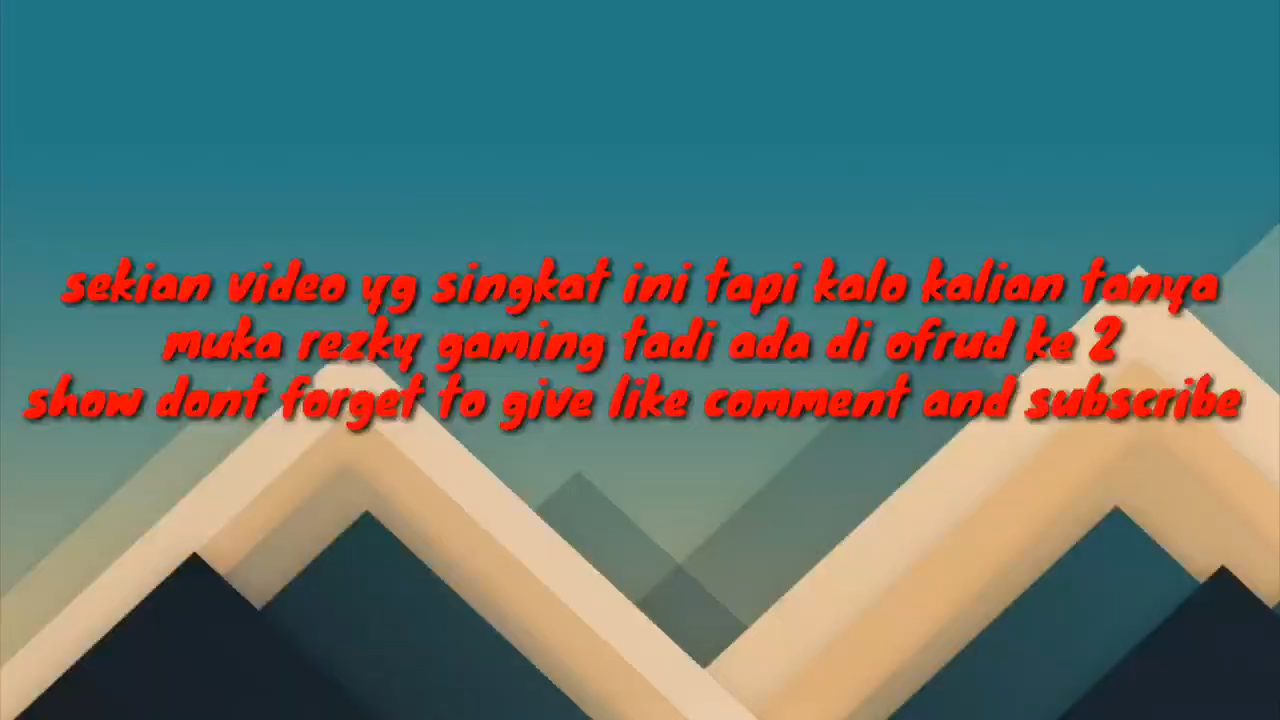 sekian video yg singkat ini tapi kalo kalian tanya
muka rezky gaming tadi ada di ofrud ke 2
show dont forget to give like comment and subscribe